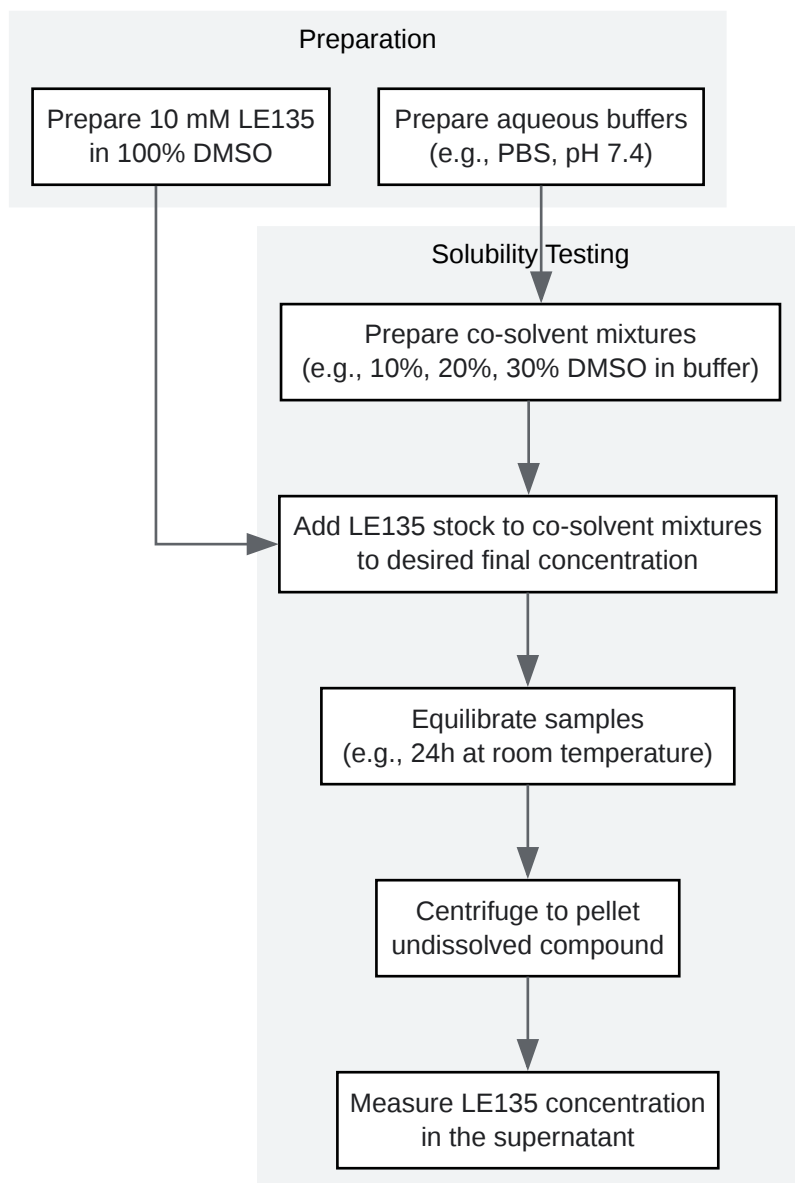 Preparation
Prepare 10 mM LE135
in 100% DMSO
Prepare aqueous buffers
(e.g., PBS, pH 7.4)
Solubility Testing
Prepare co-solvent mixtures
(e.g., 10%, 20%, 30% DMSO in buffer)
Add LE135 stock to co-solvent mixtures
to desired final concentration
Equilibrate samples
(e.g., 24h at room temperature)
Centrifuge to pellet
undissolved compound
Measure LE135 concentration
in the supernatant